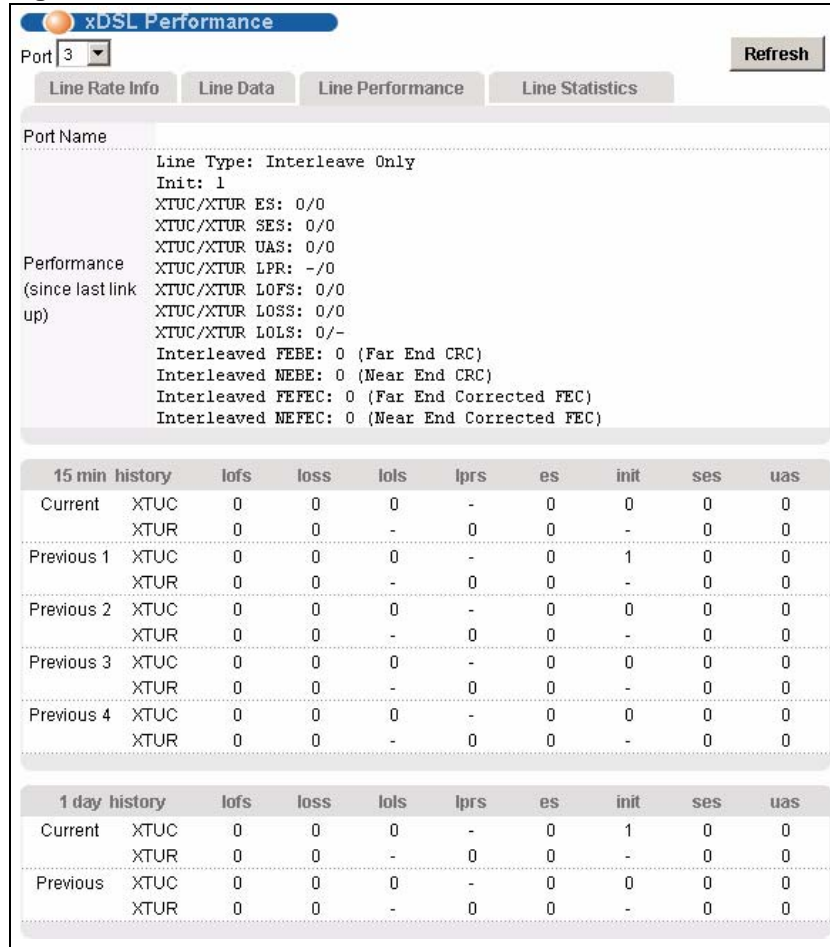 xDSL Performance
Port 3 Refresh
Line Rate Info Line Data Line Performance Line Statistics
Port Name
Performance (since last link up)
Line Type: Interleave Only
Init: 1
XTUC/XTUR ES: 0/0
XTUC/XTUR SES: 0/0
XTUC/XTUR UAS: 0/0
XTUC/XTUR LPR: -/0
XTUC/XTUR LOFS: 0/0
XTUC/XTUR LOSS: 0/0
XTUC/XTUR LOLS: 0/-
Interleaved FEBE: 0 (Far End CRC)
Interleaved NEBE: 0 (Near End CRC)
Interleaved FEFEC: 0 (Far End Corrected FEC)
Interleaved NEFEC: 0 (Near End Corrected FEC)
15 min history lofs loss lols lprs es init ses uas
Current XTUC 0 0 0 - 0 0 0 0
XTUR 0 0 - 0 0 - 0 0
Previous 1 XTUC 0 0 0 - 0 1 0 0
XTUR 0 0 - 0 0 - 0 0
Previous 2 XTUC 0 0 0 - 0 0 0 0
XTUR 0 0 - 0 0 - 0 0
Previous 3 XTUC 0 0 0 - 0 0 0 0
XTUR 0 0 - 0 0 - 0 0
Previous 4 XTUC 0 0 0 - 0 0 0 0
XTUR 0 0 - 0 0 - 0 0
1 day history lofs loss lols lprs es init ses uas
Current XTUC 0 0 0 - 0 1 0 0
XTUR 0 0 - 0 0 - 0 0
Previous XTUC 0 0 0 - 0 0 0 0
XTUR 0 0 - 0 0 - 0 0